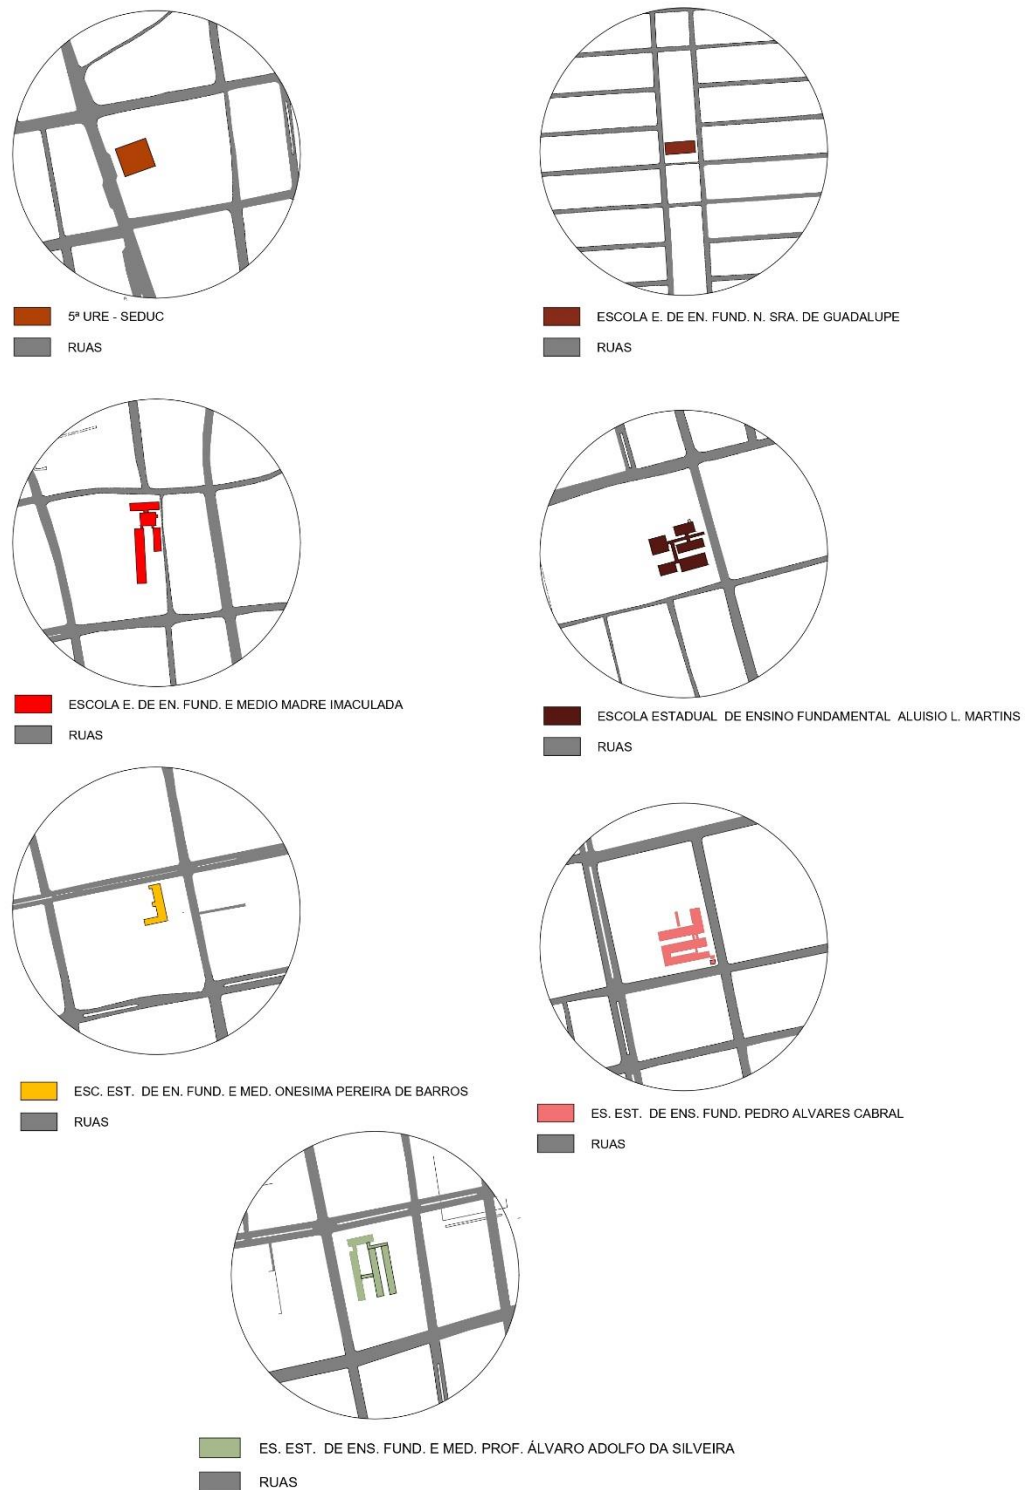 5ª URE - SEDUC
RUAS
ESCOLA E. DE EN. FUND. N. SRA. DE GUADALUPE
RUAS
ESCOLA E. DE EN. FUND. E MEDIO MADRE IMACULADA
RUAS
ESCOLA ESTADUAL DE ENSINO FUNDAMENTAL ALUISIO L. MARTINS
RUAS
ESC. EST. DE EN. FUND. E MED. ONESIMA PEREIRA DE BARROS
RUAS
ES. EST. DE ENS. FUND. PEDRO ALVARES CABRAL
RUAS
ES. EST. DE ENS. FUND. E MED. PROF. ÁLVARO ADOLFO DA SILVEIRA
RUAS